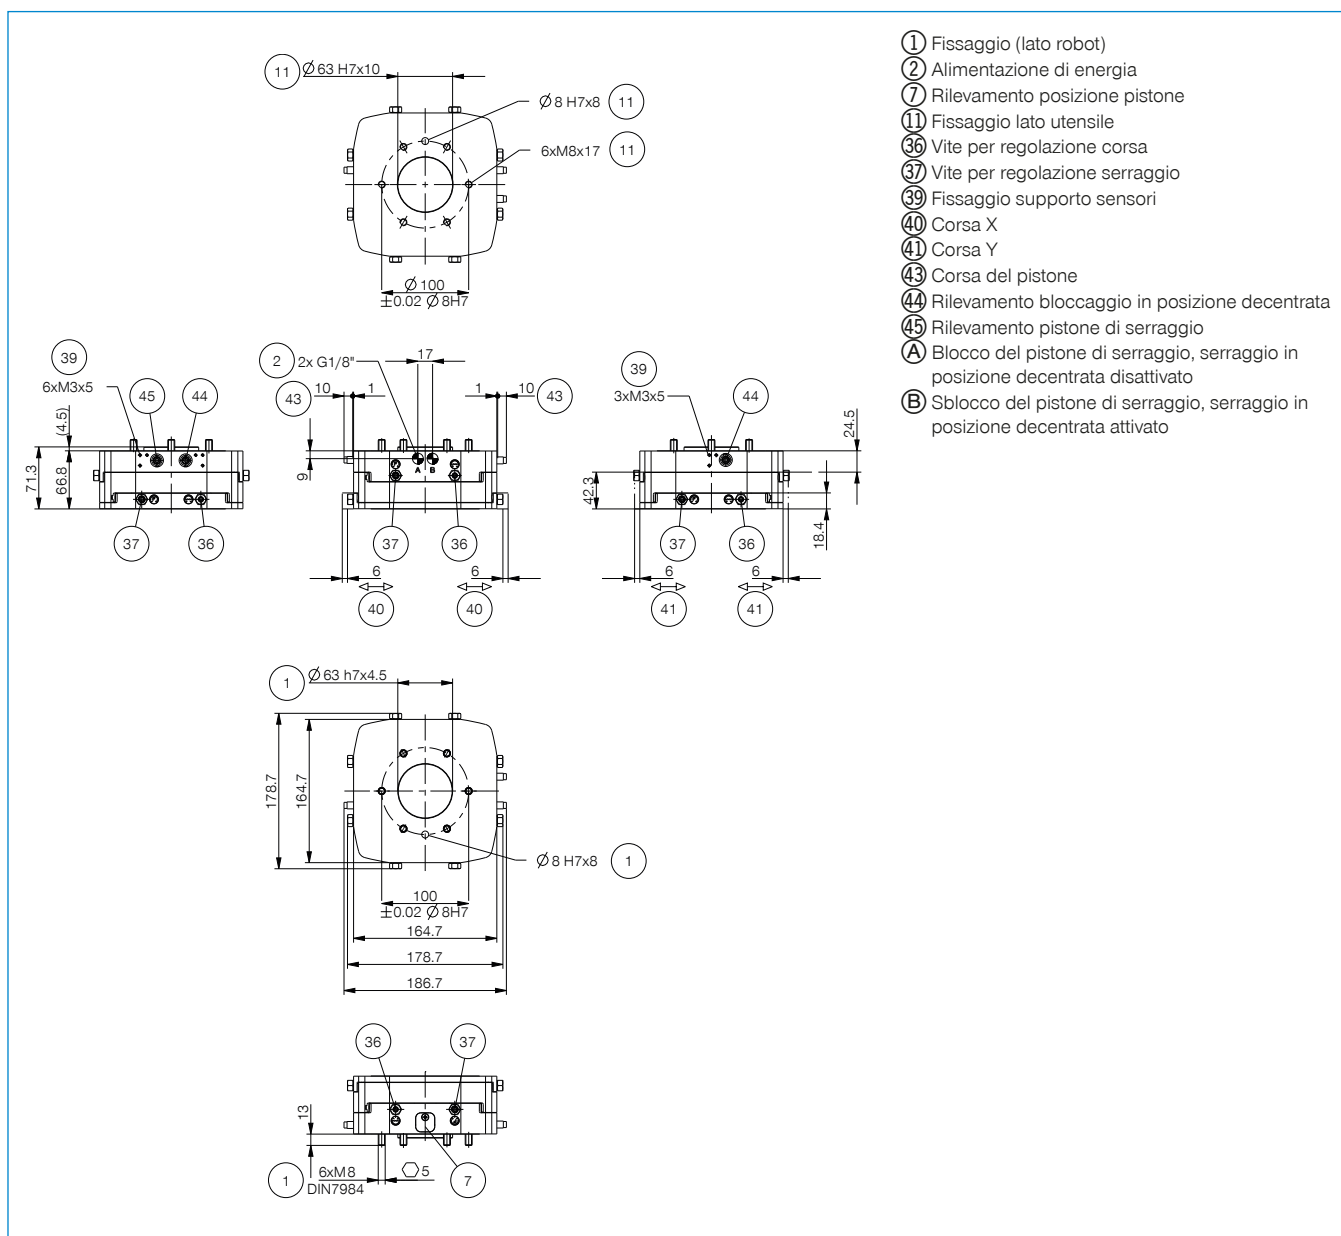 11 Ø 63 H7x10
Ø 8 H7x8 11
6xM8x17 11
Ø 100
±0.02 Ø 8H7
1 Fissaggio (lato robot)
2 Alimentazione di energia
7 Rilevamento posizione pistone
11 Fissaggio lato utensile
36 Vite per regolazione corsa
37 Vite per regolazione serraggio
39 Fissaggio supporto sensori
40 Corsa X
41 Corsa Y
43 Corsa del pistone
44 Rilevamento bloccaggio in posizione decentrata
45 Rilevamento pistone di serraggio
A Blocco del pistone di serraggio, serraggio in
posizione decentrata disattivato
B Sblocco del pistone di serraggio, serraggio in
posizione decentrata attivato
39
6xM3x5
45
44
(4.5)
71.3
66.8
37
36
2 2x G1/8"
17
43
10
1
1
10
43
9
A B
37
36
6
6
40
40
39
3xM3x5
44
24.5
42.3
18.4
37
36
6
6
41
41
1 Ø 63 h7x4.5
178.7
164.7
Ø 8 H7x8 1
100
±0.02 Ø 8H7
164.7
178.7
186.7
36
37
13
1
6xM8
DIN7984
5
7